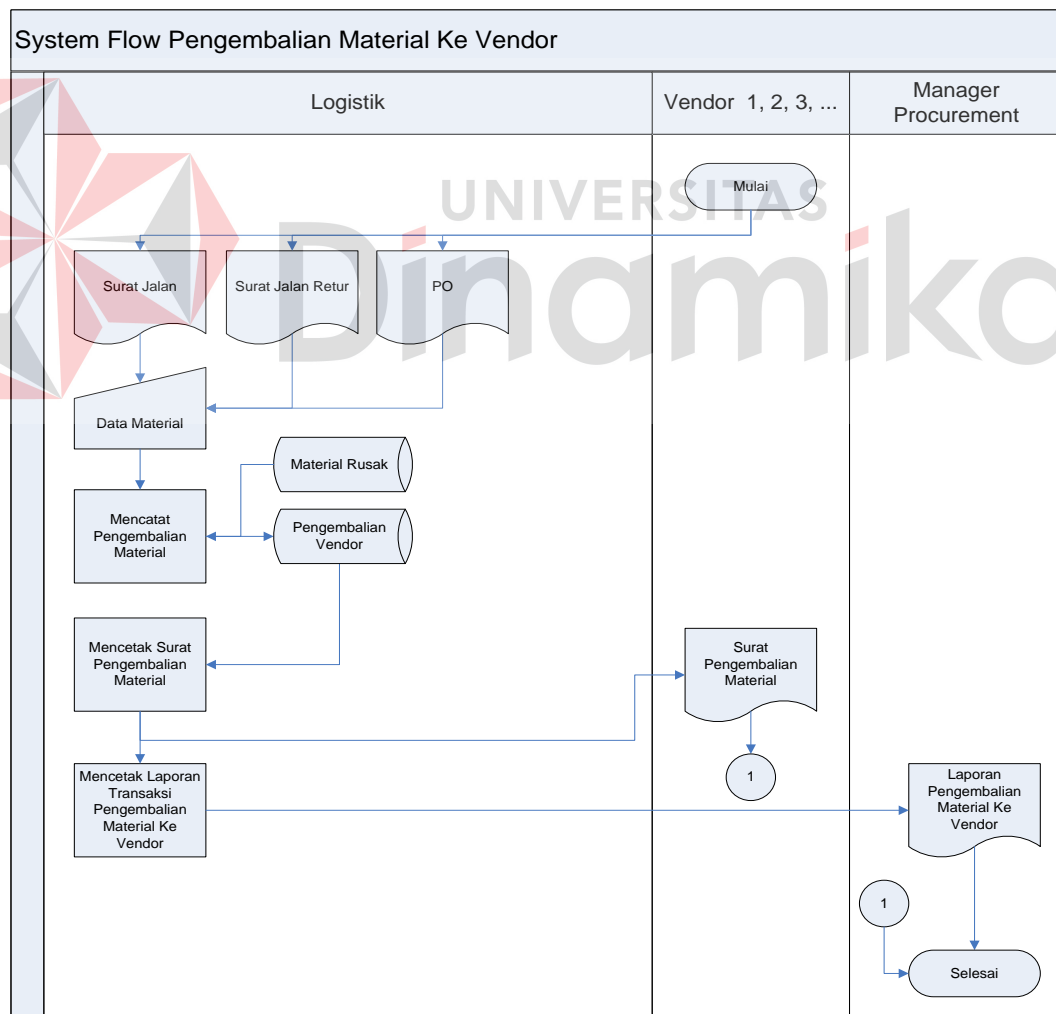 System Flow Pengembalian Material Ke Vendor
Logistik
Vendor 1, 2, 3, ...
Manager
Procurement
UNIVERSITAS
Dinamika
Mulai
Surat Jalan
Surat Jalan Retur
PO
Data Material
Material Rusak
Mencatat
Pengembalian
Material
Pengembalian
Vendor
Mencetak Surat
Pengembalian
Material
Surat
Pengembalian
Material
1
Mencetak Laporan
Transaksi
Pengembalian
Material Ke
Vendor
Laporan
Pengembalian
Material Ke
Vendor
1
Selesai